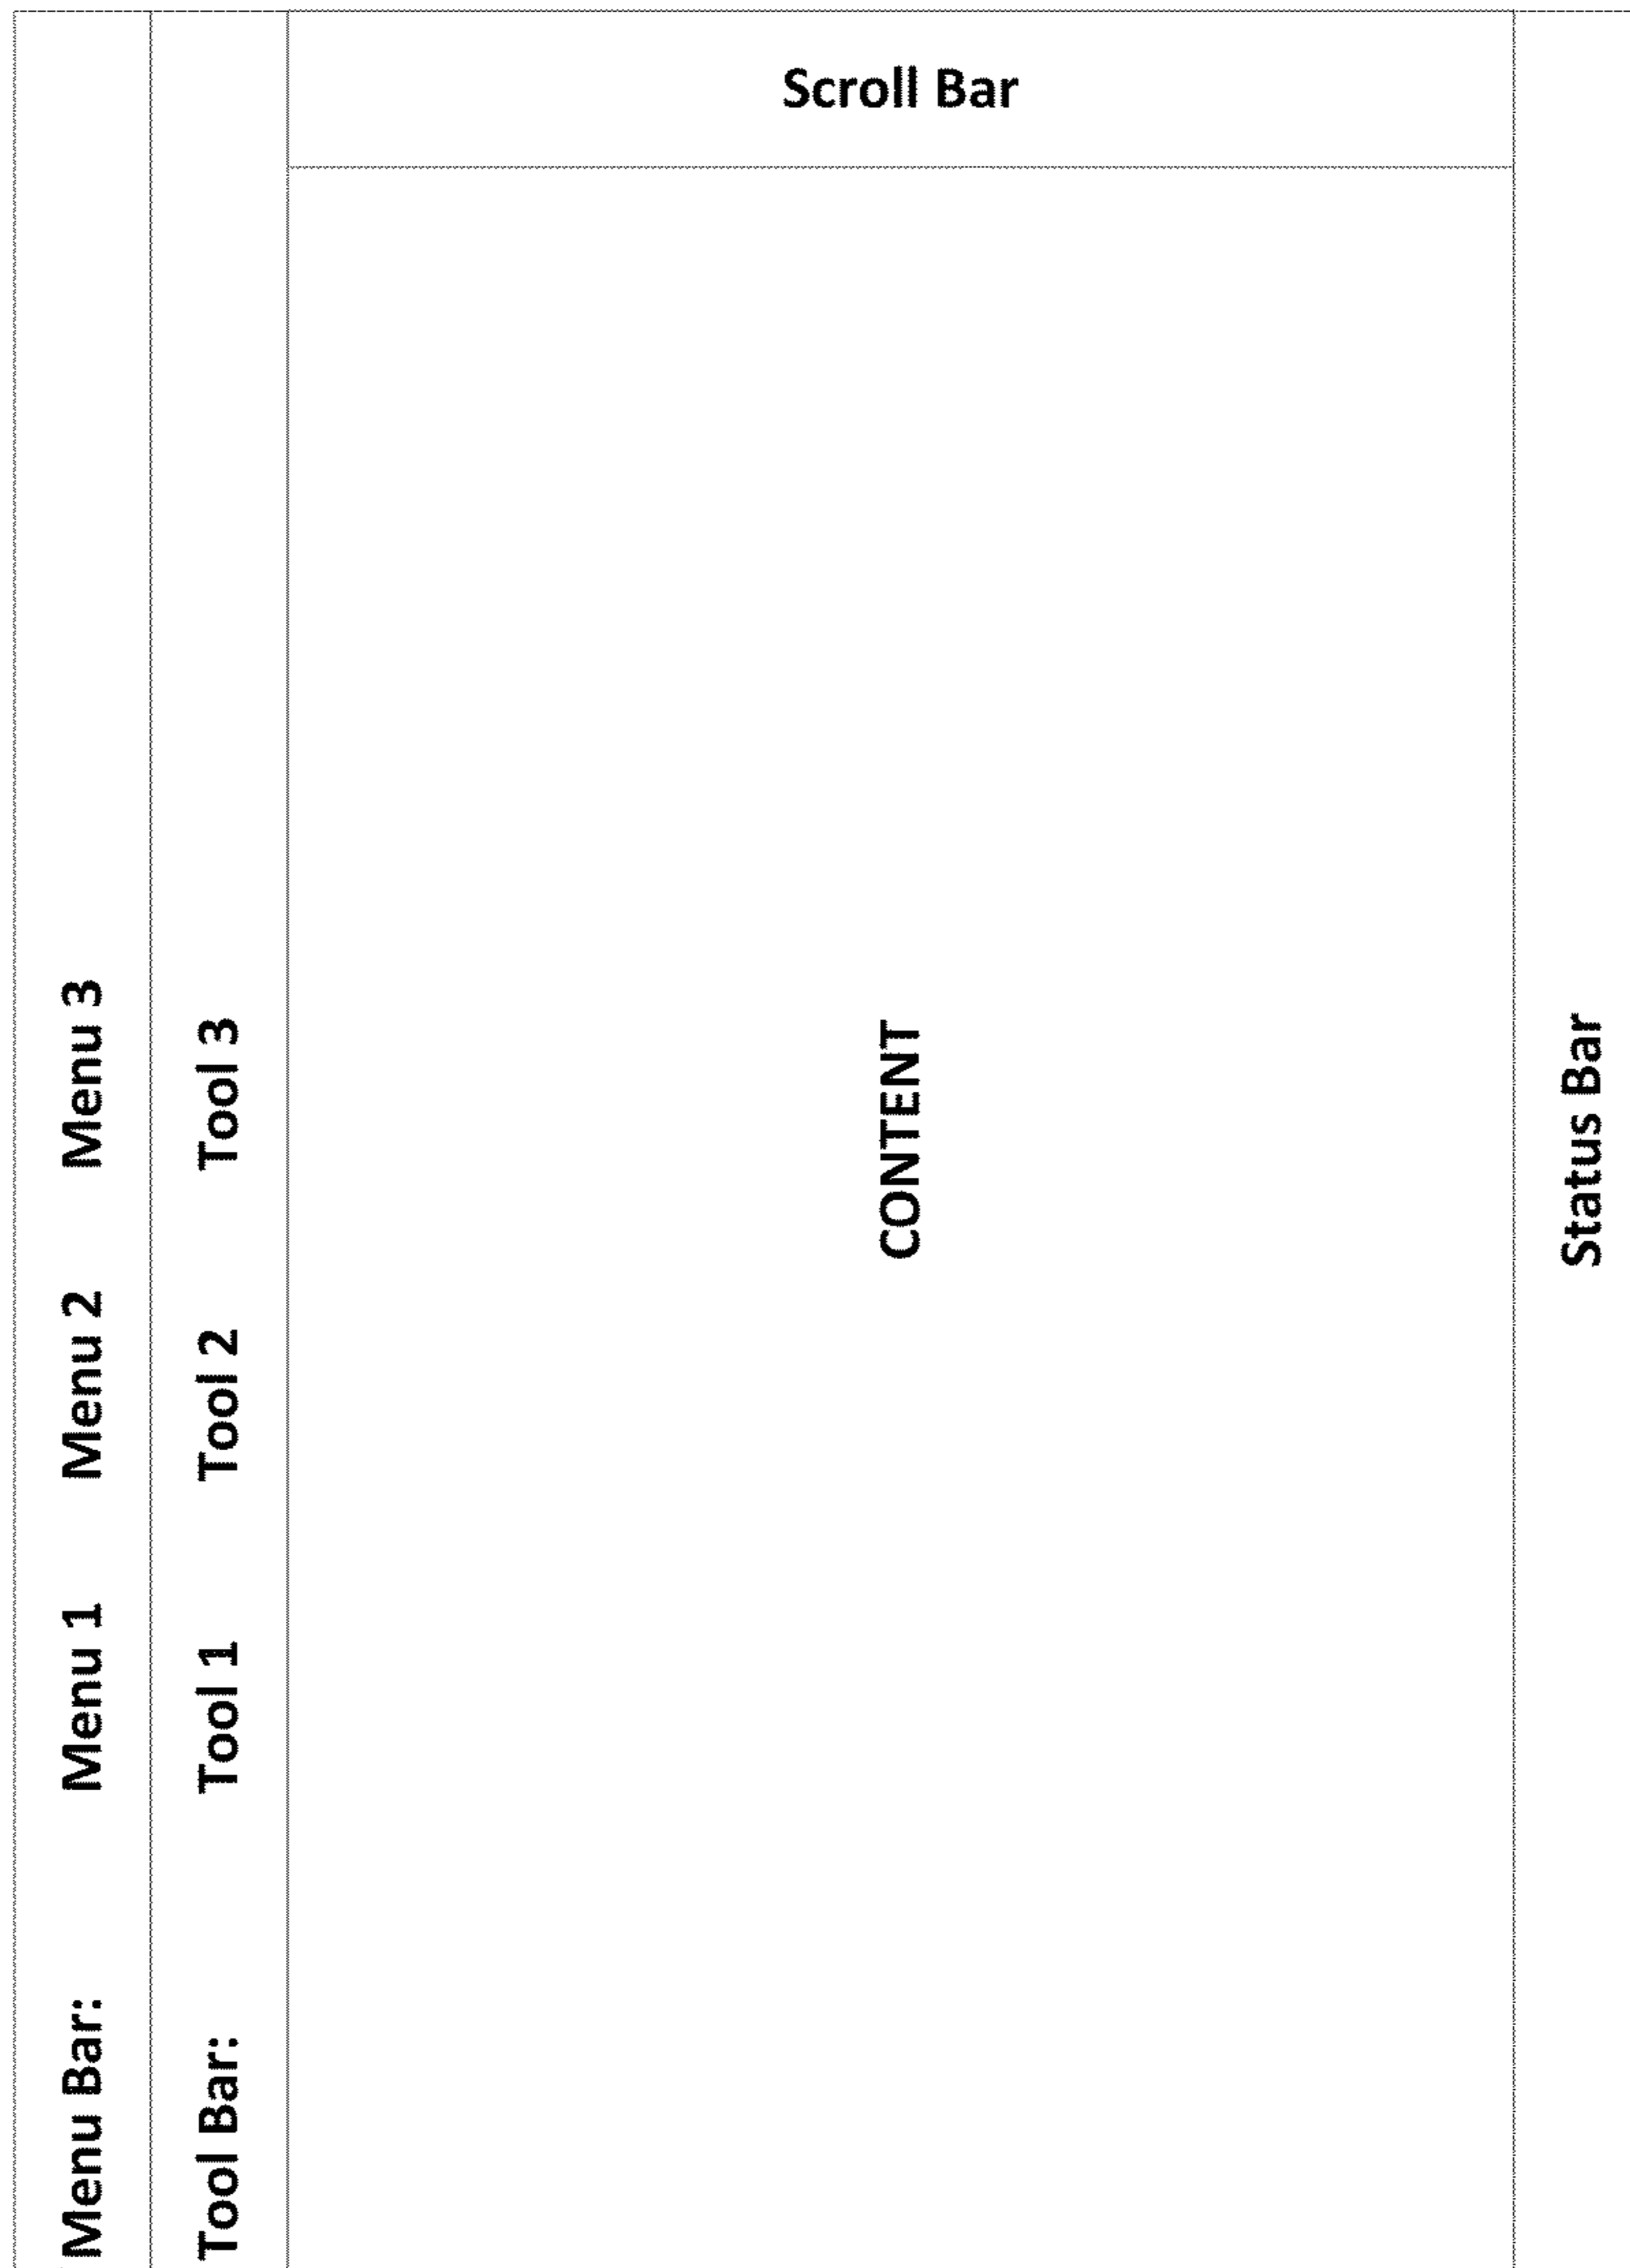 Menu Bar: Menu 1 Menu 2 Menu 3
Tool Bar: Tool 1 Tool 2 Tool 3
Scroll Bar
CONTENT
Status Bar